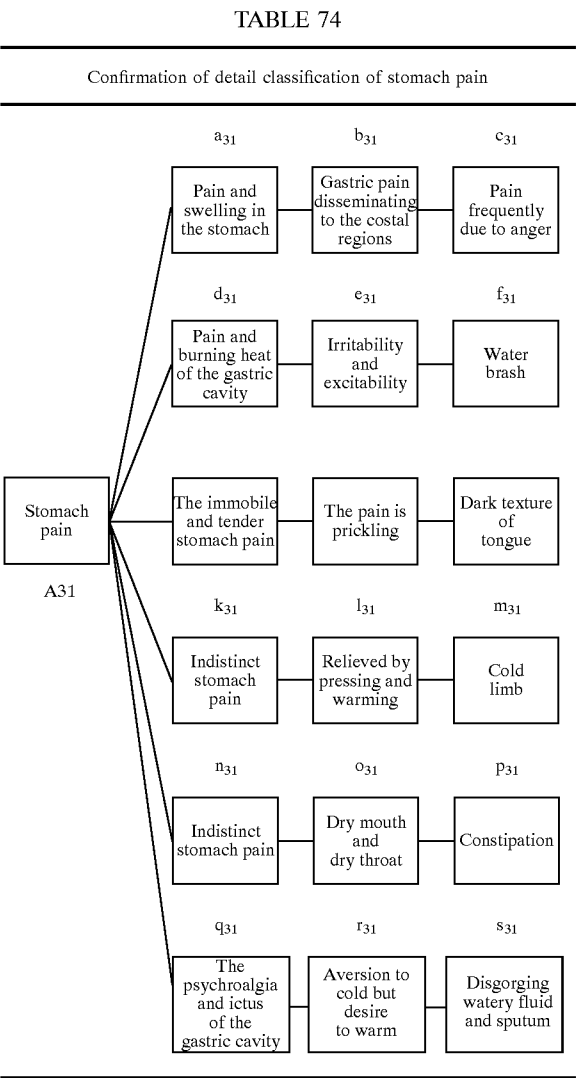 TABLE 74
Confirmation of detail classification of stomach pain
a31 b31 c31
Pain and
swelling in
the stomach
Gastric pain
disseminating
to the costal
regions
Pain
frequently
due to anger
d31 e31 f31
Pain and
burning heat
of the gastric
cavity
Irritability
and
excitability
Water
brash
Stomach
pain
A31
The immobile
and tender
stomach pain
The pain is
prickling
Dark texture
of
tongue
k31 l31 m31
Indistinct
stomach
pain
Relieved by
pressing and
warming
Cold
limb
n31 o31 p31
Indistinct
stomach pain
Dry mouth
and
dry throat
Constipation
q31 r31 s31
The
psychroalgia
and ictus
of the
gastric cavity
Aversion to
cold but
desire
to warm
Disgorging
watery fluid
and sputum